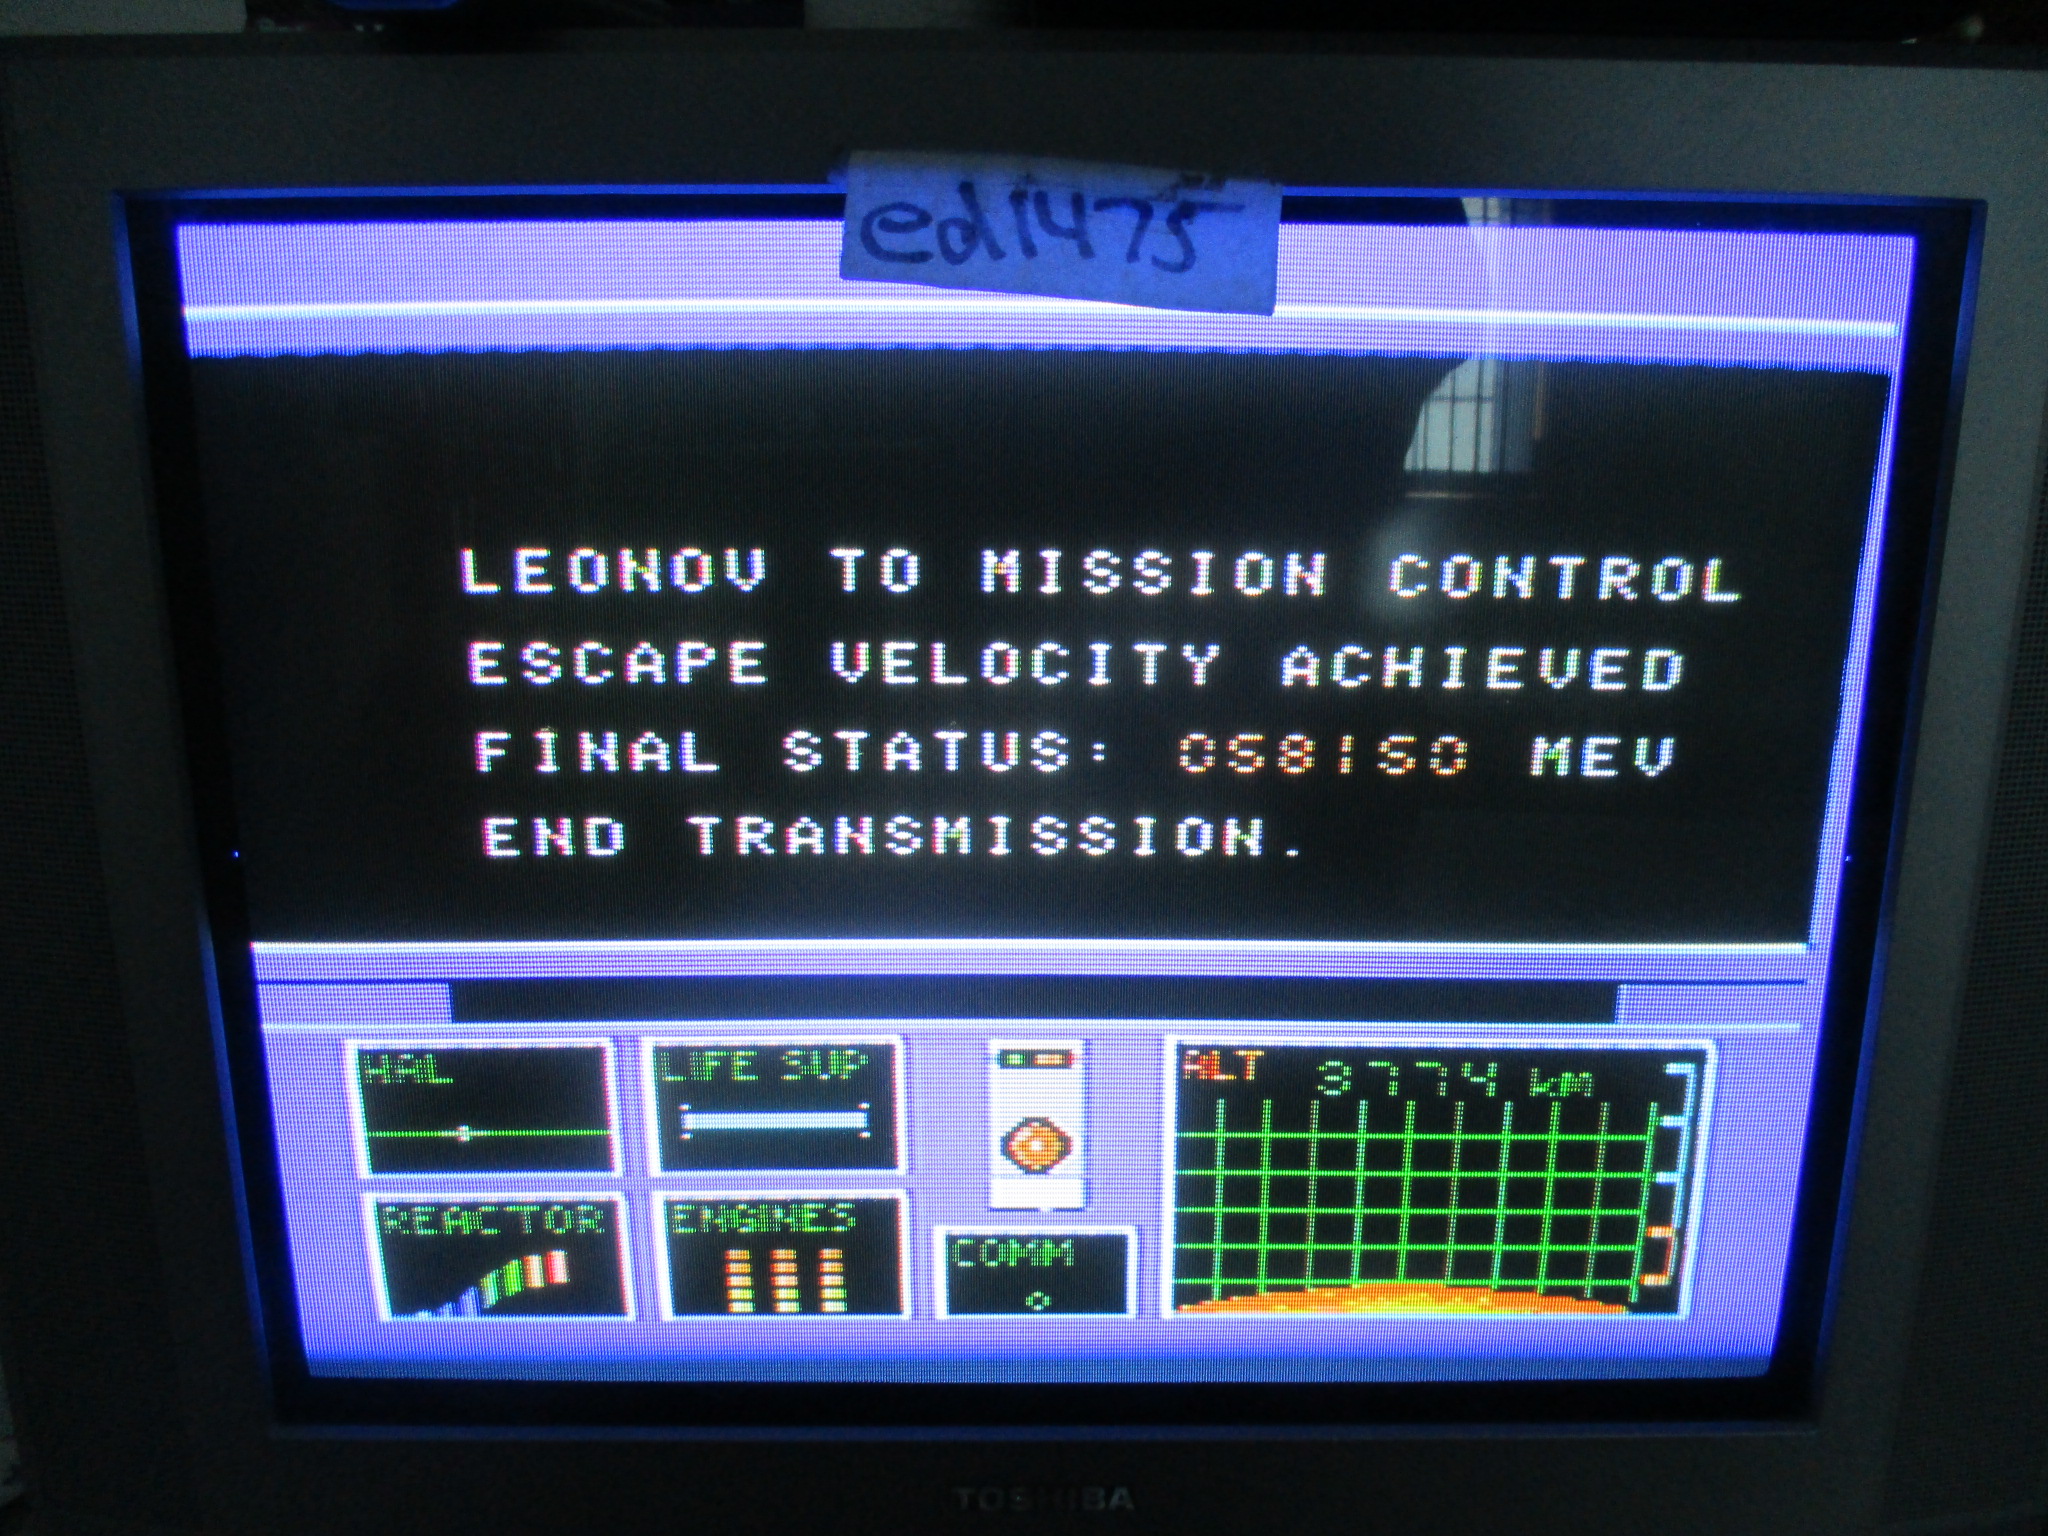 ed1475
LEONOV TO MISSION CONTROL
ESCAPE VELOCITY ACHIEVED
FINAL STATUS: 058150 MEV
END TRANSMISSION.
HAL
LIFE SUP
ALT 3774 KM
REACTOR
ENGINES
COMM
TOSHIBA